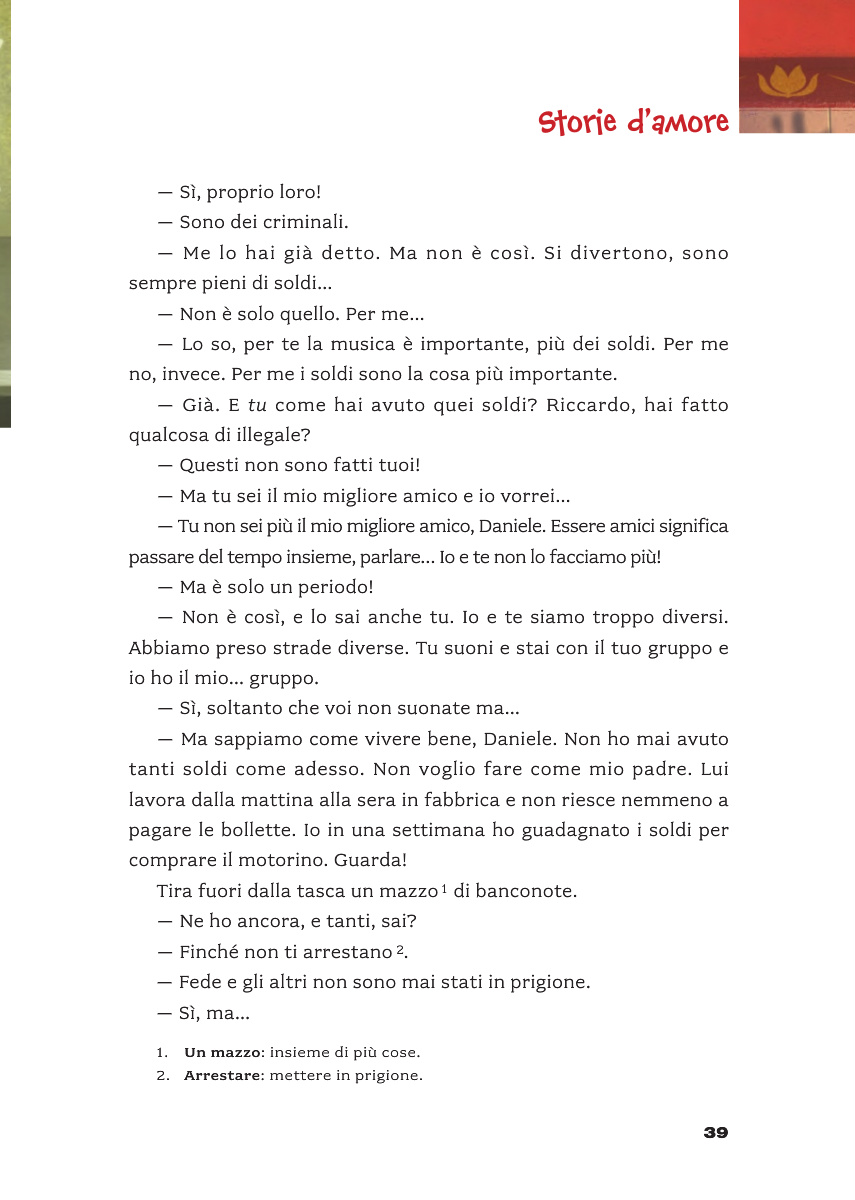 Storie d'amore
— Sì, proprio loro!
— Sono dei criminali.
— Me lo hai già detto. Ma non è così. Si divertono, sono
sempre pieni di soldi...
— Non è solo quello. Per me...
— Lo so, per te la musica è importante, più dei soldi. Per me
no, invece. Per me i soldi sono la cosa più importante.
— Già. E tu come hai avuto quei soldi? Riccardo, hai fatto
qualcosa di illegale?
— Questi non sono fatti tuoi!
— Ma tu sei il mio migliore amico e io vorrei...
— Tu non sei più il mio migliore amico, Daniele. Essere amici significa
passare del tempo insieme, parlare... Io e te non lo facciamo più!
— Ma è solo un periodo!
— Non è così, e lo sai anche tu. Io e te siamo troppo diversi.
Abbiamo preso strade diverse. Tu suoni e stai con il tuo gruppo e
io ho il mio... gruppo.
— Sì, soltanto che voi non suonate ma...
— Ma sappiamo come vivere bene, Daniele. Non ho mai avuto
tanti soldi come adesso. Non voglio fare come mio padre. Lui
lavora dalla mattina alla sera in fabbrica e non riesce nemmeno a
pagare le bollette. Io in una settimana ho guadagnato i soldi per
comprare il motorino. Guarda!
Tira fuori dalla tasca un mazzo 1 di banconote.
— Ne ho ancora, e tanti, sai?
— Finché non ti arrestano 2.
— Fede e gli altri non sono mai stati in prigione.
— Sì, ma...
1. Un mazzo: insieme di più cose.
2. Arrestare: mettere in prigione.
39